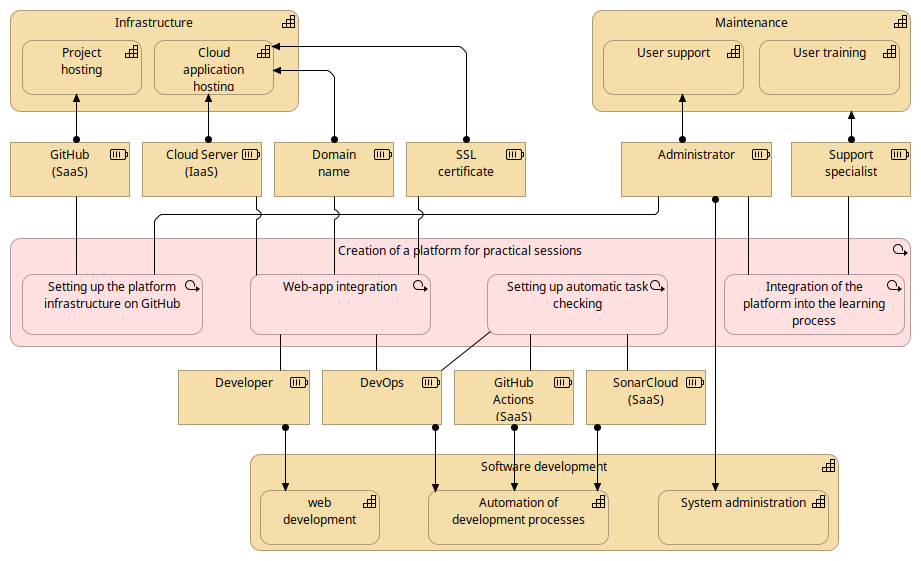 Infrastructure
Maintenance
Project
hosting
Cloud
application
hosting
User support
User training
GitHub
(SaaS)
Cloud Server
(IaaS)
Domain
name
SSL
certificate
Administrator
Support
specialist
Creation of a platform for practical sessions
Setting up the platform
infrastructure on GitHub
Web-app integration
Setting up automatic task
checking
Integration of the
platform into the learning
process
Developer
DevOps
GitHub
Actions
(SaaS)
SonarCloud
(SaaS)
Software development
web
development
Automation of
development processes
System administration